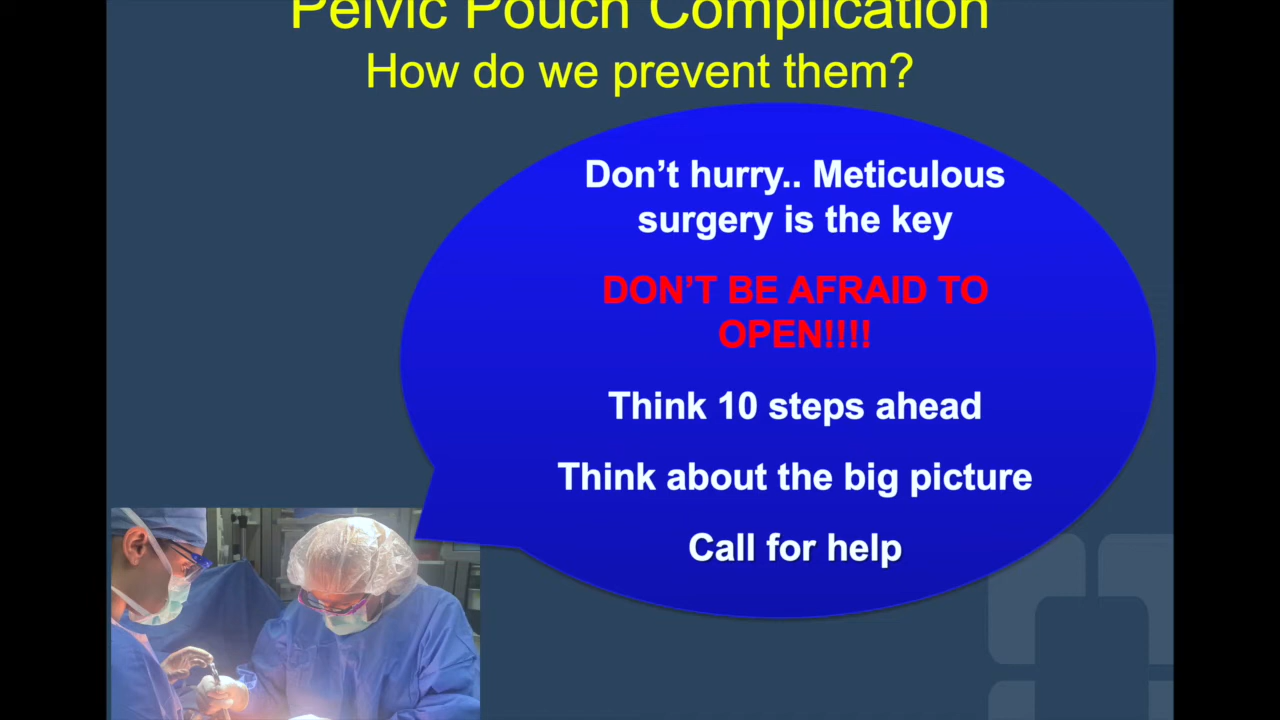 Pelvic Pouch Complication
How do we prevent them?
Don’t hurry.. Meticulous
surgery is the key
DON’T BE AFRAID TO
OPEN!!!!
Think 10 steps ahead
Think about the big picture
Call for help